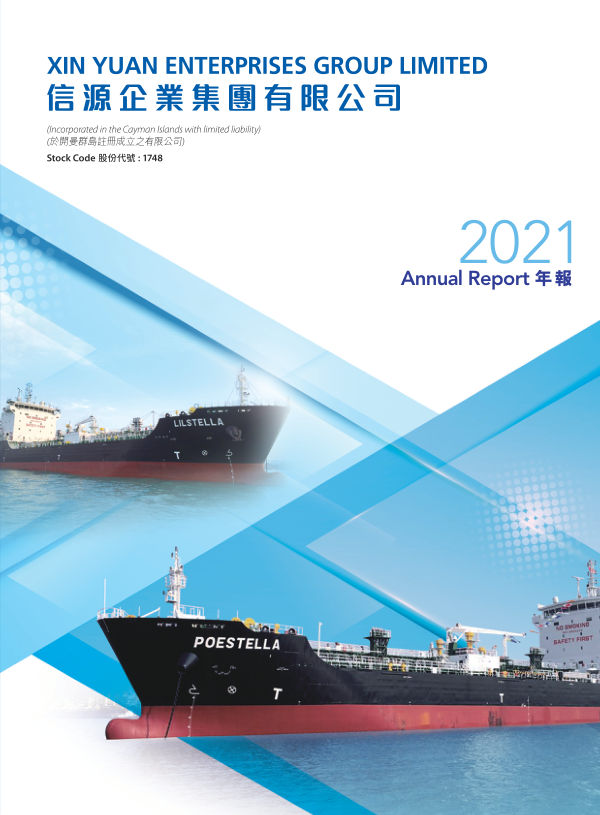 XIN YUAN ENTERPRISES GROUP LIMITED
信源企業集團有限公司
(Incorporated in the Cayman Islands with limited liability)
(於開曼群島註冊成立之有限公司)
Stock Code 股份代號 : 1748
2021
Annual Report 年報
LILSTELLA
T
POESTELLA
T
T
NO SMOKING
SAFETY FIRST